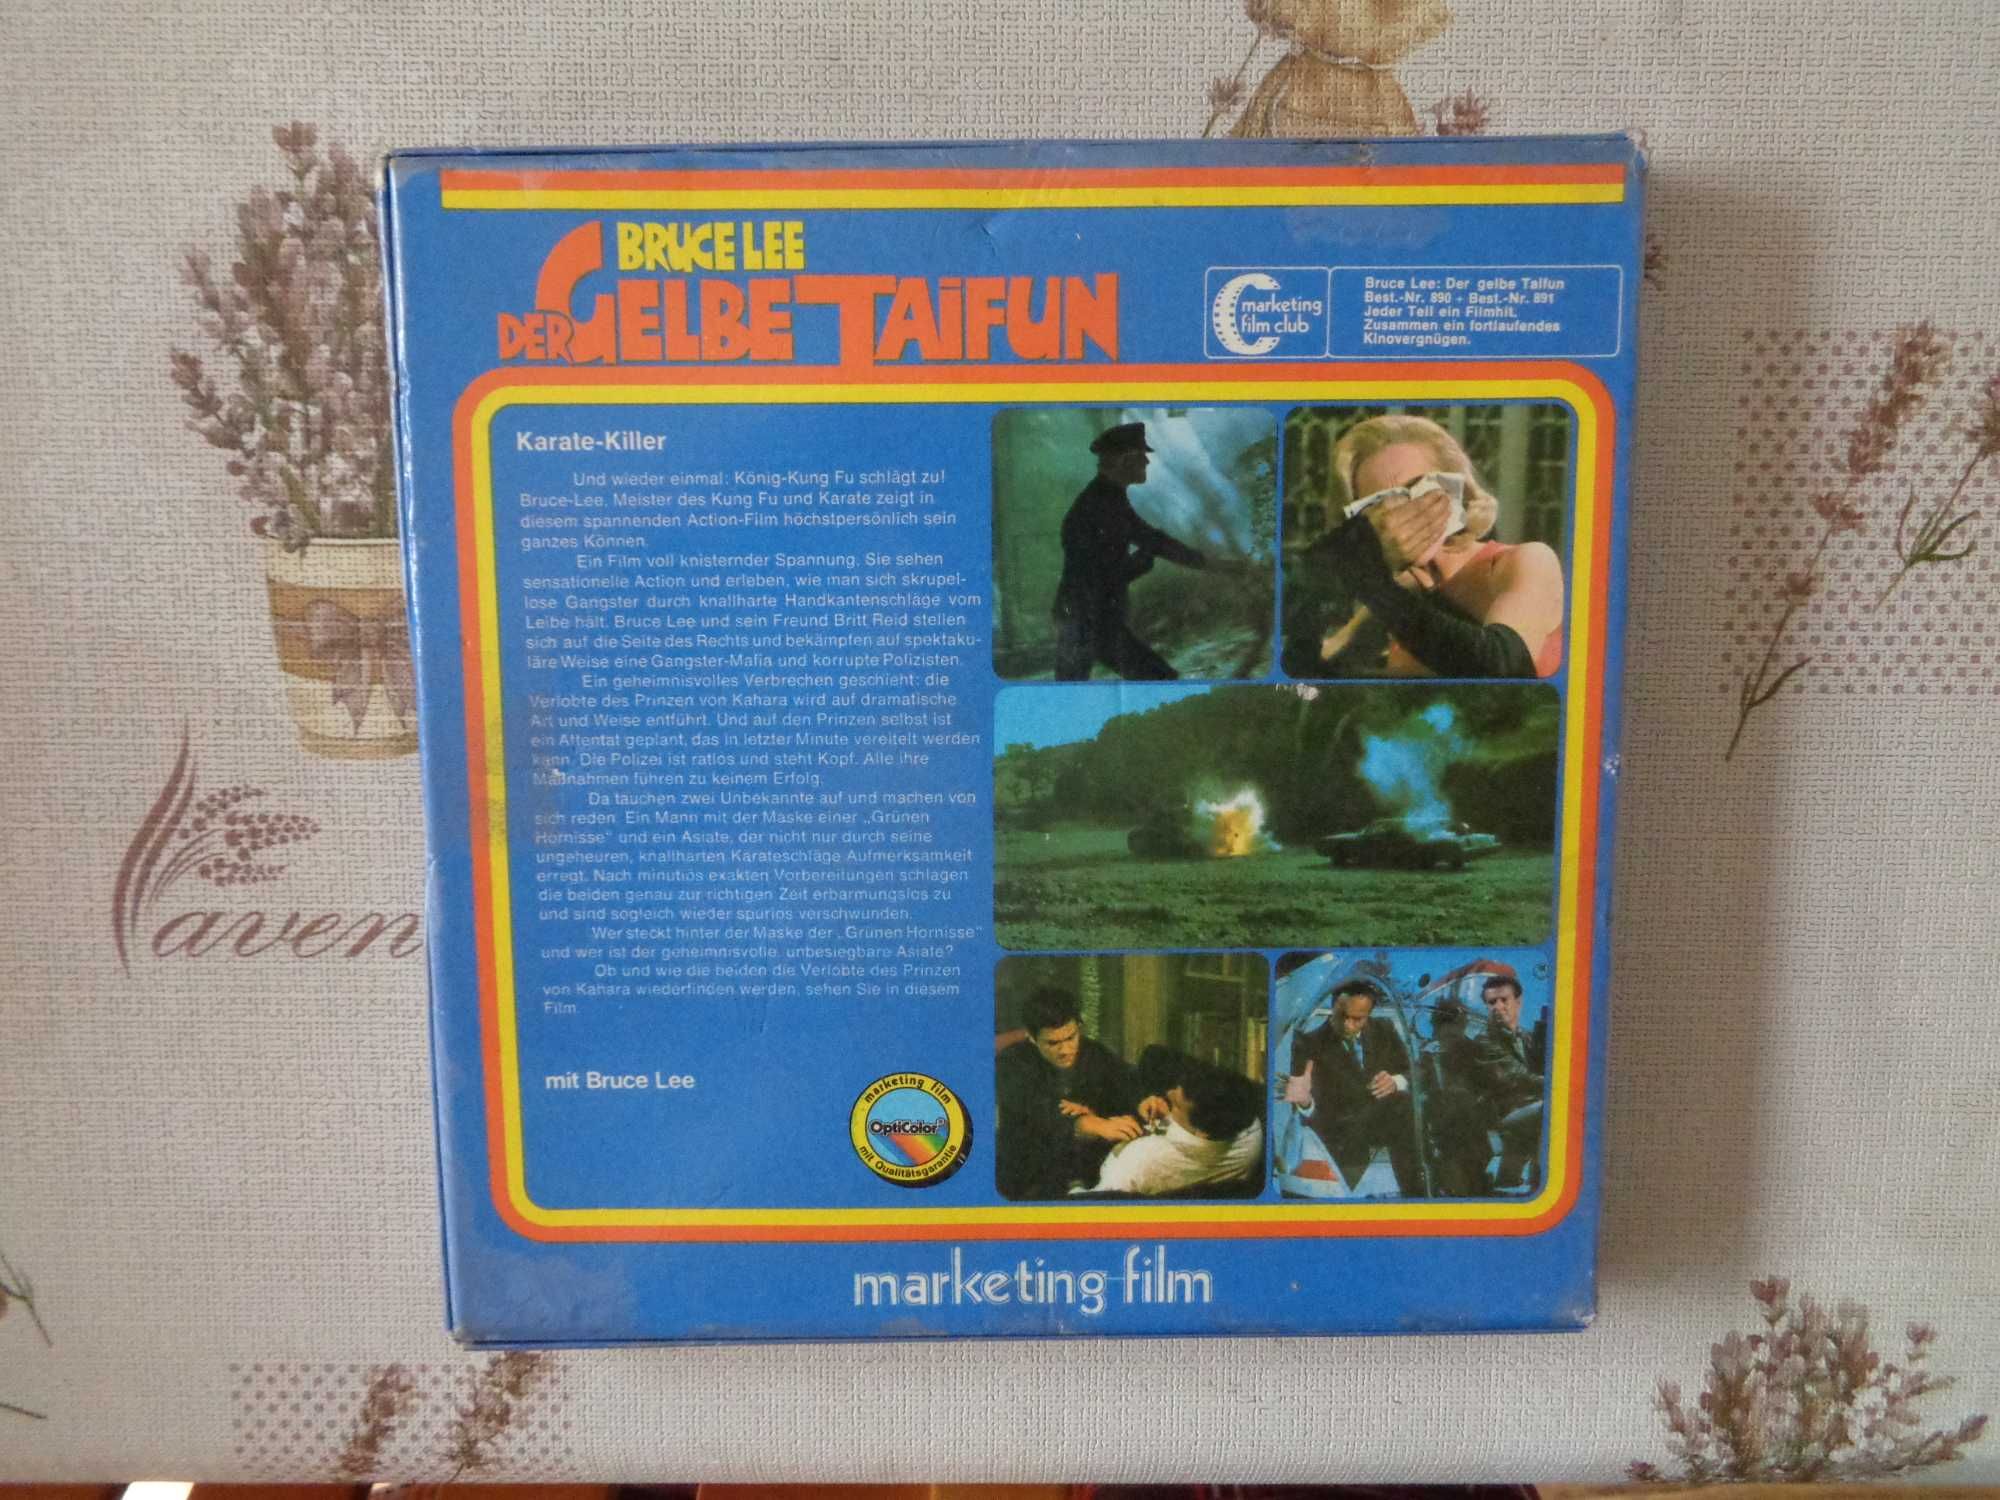 BRUCE LEE
DER GELBE TAiFUN
marketing
film club
Bruce Lee: Der gelbe Taifun
Best.-Nr. 890 + Best.-Nr. 891
Jeder Teil ein Filmhit.
Zusammen ein fortlaufendes
Kinovergnügen.
Karate-Killer
Und wieder einmal: König-Kung Fu schlägt zu!
Bruce-Lee, Meister des Kung Fu und Karate zeigt in
diesem spannenden Action-Film höchstpersönlich sein
ganzes Können.
Ein Film voll knisternder Spannung. Sie sehen
sensationelle Action und erleben, wie man sich skrupel-
lose Gangster durch knallharte Handkantenschläge vom
Leibe hält. Bruce Lee und sein Freund Britt Reid stellen
sich auf die Seite des Rechts und bekämpfen auf spektaku-
läre Weise eine Gangster-Mafia und korrupte Polizisten.
Ein geheimnisvolles Verbrechen geschieht: die
Verlobte des Prinzen von Kahara wird auf dramatische
Art und Weise entführt. Und auf den Prinzen selbst ist
ein Attentat geplant, das in letzter Minute vereitelt werden
kann. Die Polizei ist ratlos und steht Kopf. Alle ihre
Maßnahmen führen zu keinem Erfolg.
Da tauchen zwei Unbekannte auf und machen von
sich reden. Ein Mann mit der Maske einer „Grünen
Hornisse" und ein Asiate, der nicht nur durch seine
ungeheuren, knallharten Karateschläge Aufmerksamkeit
erregt. Nach minutiös exakten Vorbereitungen schlagen
die beiden genau zur richtigen Zeit erbarmungslos zu
und sind sogleich wieder spurlos verschwunden.
Wer steckt hinter der Maske der „Grünen Hornisse"
und wer ist der geheimnisvolle, unbesiegbare Asiate?
Ob und wie die beiden die Verlobte des Prinzen
von Kahara wiederfinden werden, sehen Sie in diesem
Film.
mit Bruce Lee
marketing film
OptiColor®
mit Qualitätsgarantie
marketing film
aven